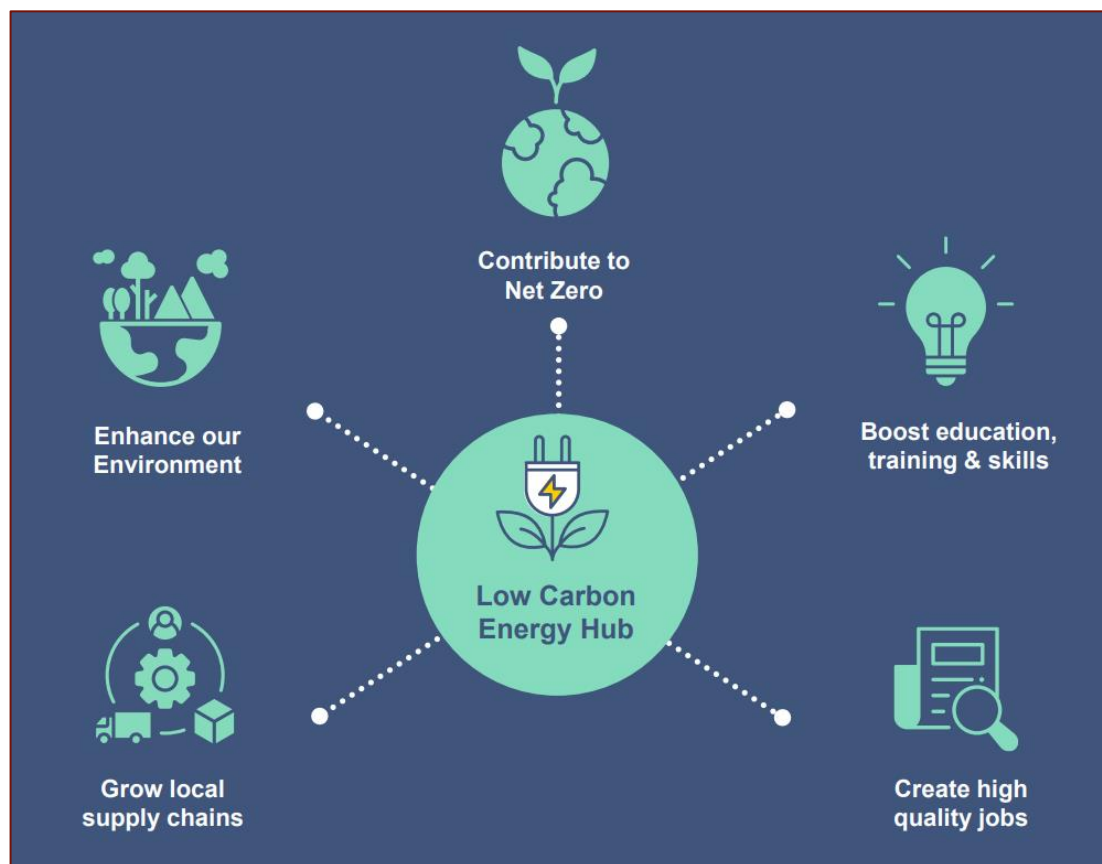 Contribute to
Net Zero
Enhance our
Environment
Boost education,
training & skills
Low Carbon
Energy Hub
Grow local
supply chains
Create high
quality jobs